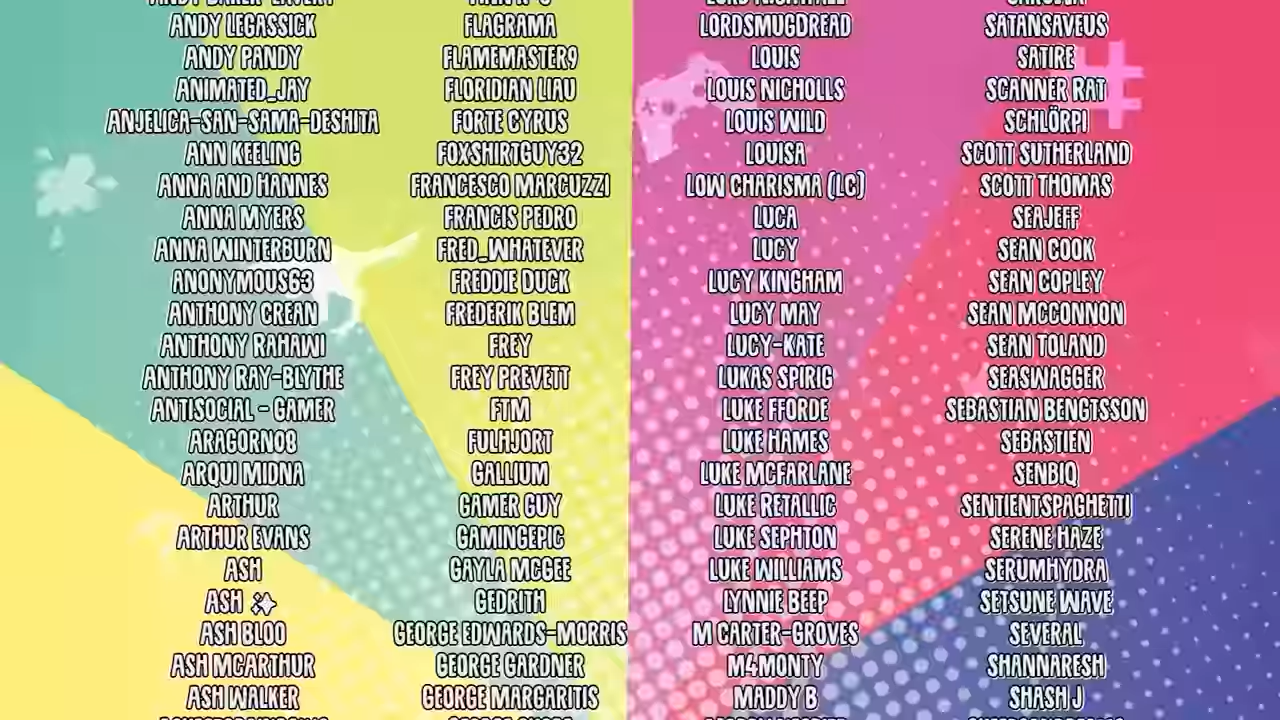 ANDY LEGASSICK
ANDY PANDY
ANIMATED_JAY
ANJELICA-SAN-SAMA-DESHITA
ANN KEELING
ANNA AND HANNES
ANNA MYERS
ANNA WINTERBURN
ANONYMOUS63
ANTHONY CREAN
ANTHONY RAHAWI
ANTHONY RAY-BLYTHE
ANTISOCIAL - GAMER
ARAGORN08
ARQUI MIDNA
ARTHUR
ARTHUR EVANS
ASH
ASH ✨
ASH BLOO
ASH MCARTHUR
ASH WALKER
FLAGRAMA
FLAMEMASTER9
FLORIDIAN LIAU
FORTE CYRUS
FOXSHIRTGUY32
FRANCESCO MARCUZZI
FRANCIS PEDRO
FRED_WHATEVER
FREDDIE DUCK
FREDERIK BLEM
FREY
FREY PREVETT
FTM
FULHJORT
GALLIUM
GAMER GUY
GAMINGEPIC
GAYLA MCGEE
GEDRITH
GEORGE EDWARDS-MORRIS
GEORGE GARDNER
GEORGE MARGARITIS
LORDSMUGDREAD
LOUIS
LOUIS NICHOLLS
LOUIS WILD
LOUISA
LOW CHARISMA (LC)
LUCA
LUCY
LUCY KINGHAM
LUCY MAY
LUCY-KATE
LUKAS SPIRIG
LUKE FFORDE
LUKE HAMES
LUKE MCFARLANE
LUKE RETALLIC
LUKE SEPHTON
LUKE WILLIAMS
LYNNIE BEEP
M CARTER-GROVES
M4MONTY
MADDY B
SATANSAVEUS
SATIRE
SCANNER RAT
SCHLÖRPI
SCOTT SUTHERLAND
SCOTT THOMAS
SEAJEFF
SEAN COOK
SEAN COPLEY
SEAN MCCONNON
SEAN TOLAND
SEASWAGGER
SEBASTIAN BENGTSSON
SEBASTIEN
SENBIQ
SENTIENTSPAGHETTI
SERENE HAZE
SERUMHYDRA
SETSUNE WAVE
SEVERAL
SHANNARESH
SHASH J